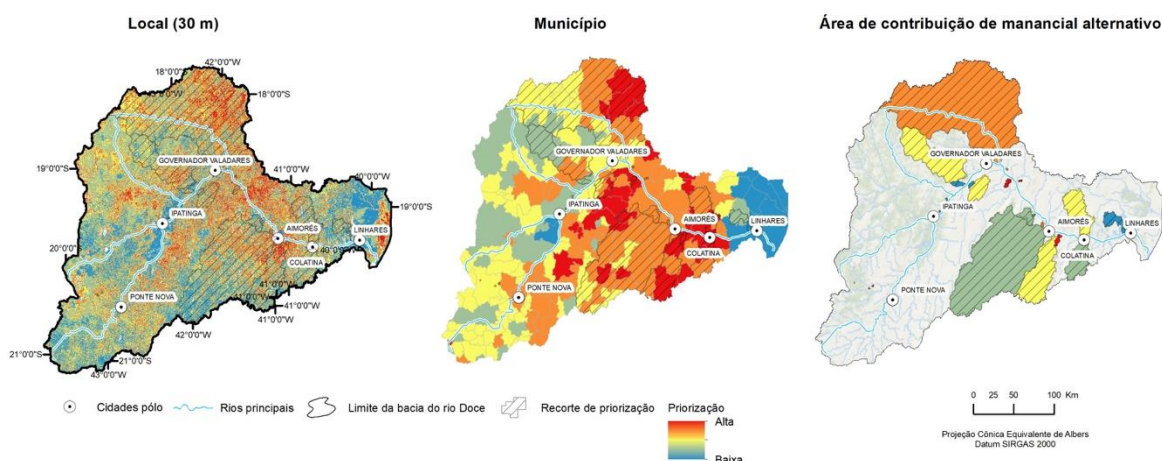 Local (30 m)
Município
Área de contribuição de manancial alternativo
42°0'0"W
18°0'0"S
18°0'0"S
19°0'0"S
GOVERNADOR VALADARES
41°0'0"W
40°0'0"W
19°0'0"S
IPATINGA
AIMORÉS
LINHARES
20°0'0"S
COLATINA
PONTE NOVA
41°0'0"W
41°0'0"W
42°0'0"W
21°0'0"S
21°0'0"S
43°0'0"W
GOVERNADOR VALADARES
IPATINGA
AIMORÉS
LINHARES
COLATINA
PONTE NOVA
GOVERNADOR VALADARES
IPATINGA
AIMORÉS
LINHARES
COLATINA
PONTE NOVA
Cidades pólo
Rios principais
Limite da bacia do rio Doce
Recorte de priorização
Priorização
Alta
Baixa
0 25 50 100 Km
Projeção Cônica Equivalente de Albers
Datum SIRGAS 2000